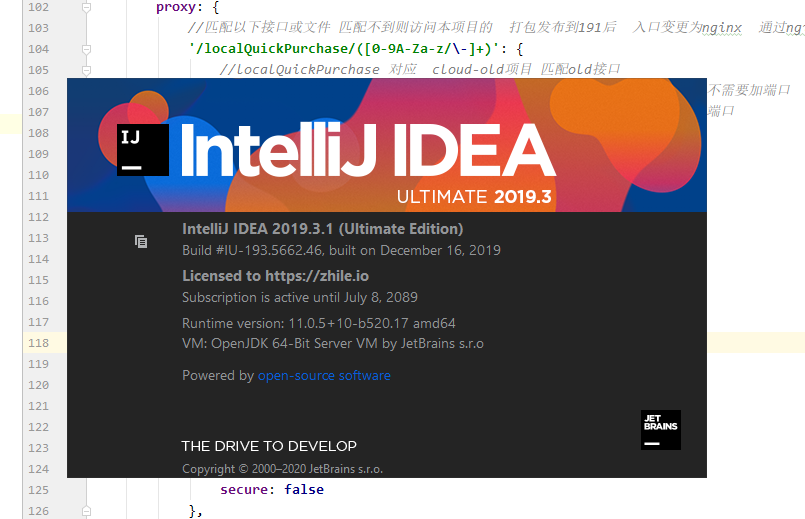 102 proxy: {
103 //匹配以下接口或文件 匹配不到则访问本项目的 打包发布到191后 入口变更为nginx 通过ng
104 '/localQuickPurchase/([0-9A-Za-z/\-]+)': {
105 //localQuickPurchase 对应 cloud-old项目 匹配old接口
106 不需要加端口
107 端口
108
109
110
111
112
113
114
115
116
117
118
119
120
121
122
123
124
IJ
IntelliJ IDEA
ULTIMATE 2019.3
IntelliJ IDEA 2019.3.1 (Ultimate Edition)
Build #IU-193.5662.46, built on December 16, 2019
Licensed to https://zhile.io
Subscription is active until July 8, 2089
Runtime version: 11.0.5+10-b520.17 amd64
VM: OpenJDK 64-Bit Server VM by JetBrains s.r.o
Powered by open-source software
JET
BRAINS
THE DRIVE TO DEVELOP
Copyright © 2000–2020 JetBrains s.r.o.
125 secure: false
126 },